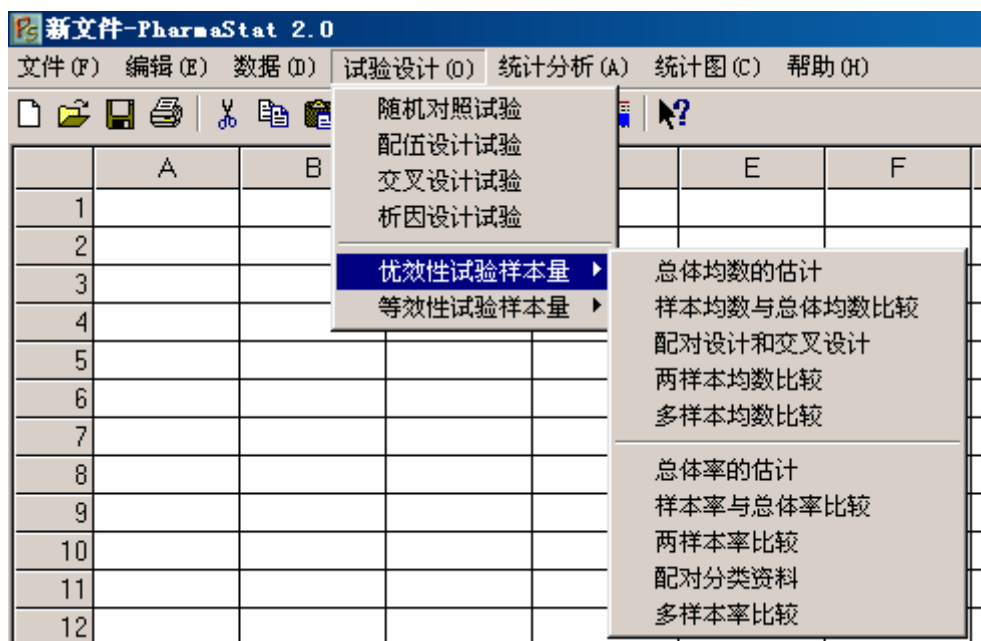 新文件-PharmaStat 2.0
文件(F) 编辑(E) 数据(D) 试验设计(O) 统计分析(A) 统计图(C) 帮助(H)
随机对照试验
配伍设计试验
交叉设计试验
析因设计试验
优效性试验样本量
等效性试验样本量
总体均数的估计
样本均数与总体均数比较
配对设计和交叉设计
两样本均数比较
多样本均数比较
总体率的估计
样本率与总体率比较
两样本率比较
配对分类资料
多样本率比较
A B E F
1
2
3
4
5
6
7
8
9
10
11
12